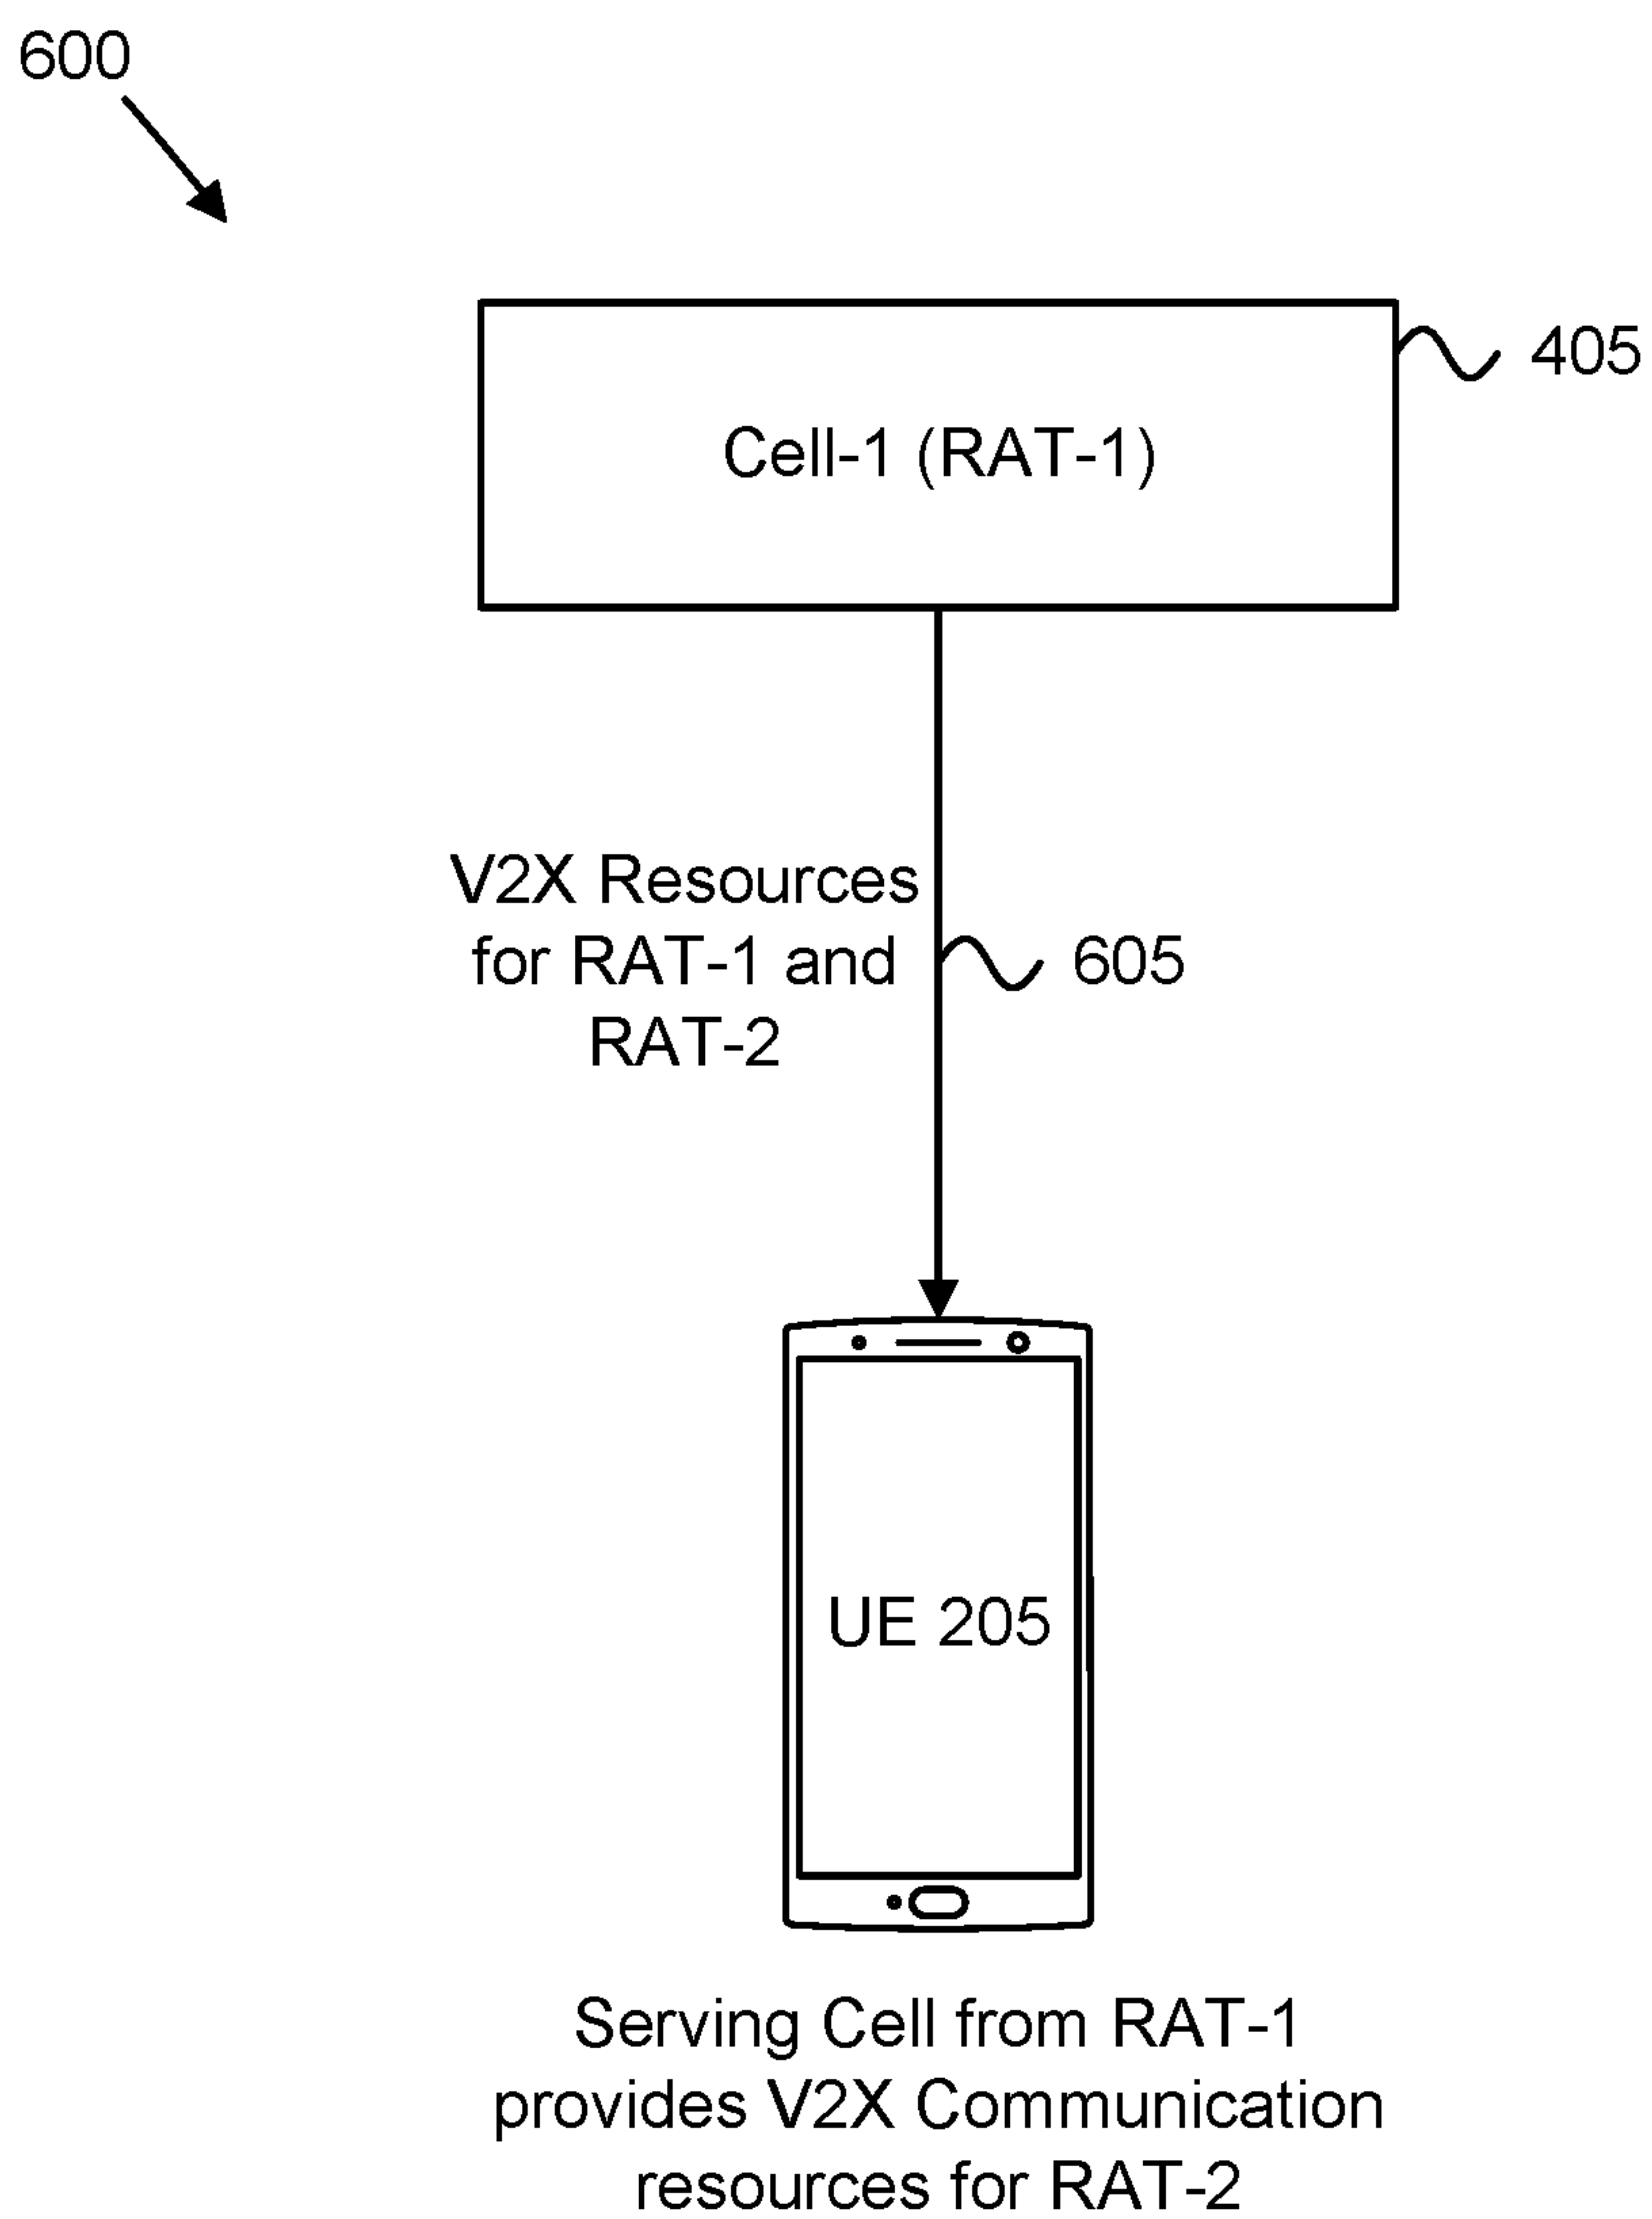 600
405
Cell-1 (RAT-1)
V2X Resources
for RAT-1 and
RAT-2
605
UE 205
Serving Cell from RAT-1
provides V2X Communication
resources for RAT-2